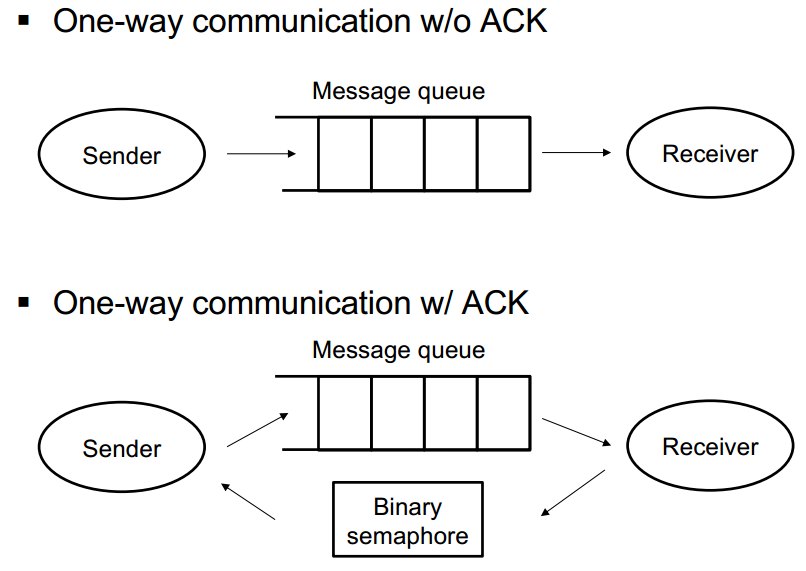 ▪ One-way communication w/o ACK
Message queue
Sender
Receiver
▪ One-way communication w/ ACK
Message queue
Sender
Receiver
Binary
semaphore